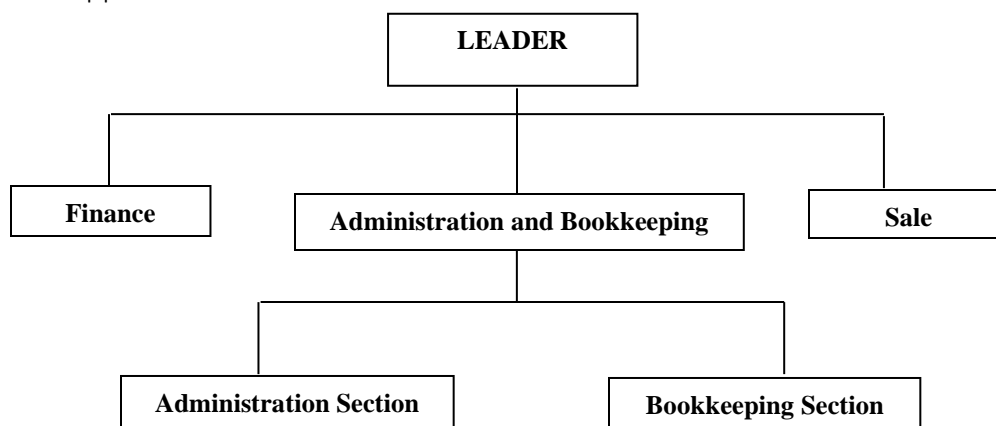 LEADER
Finance
Administration and Bookkeeping
Sale
Administration Section
Bookkeeping Section